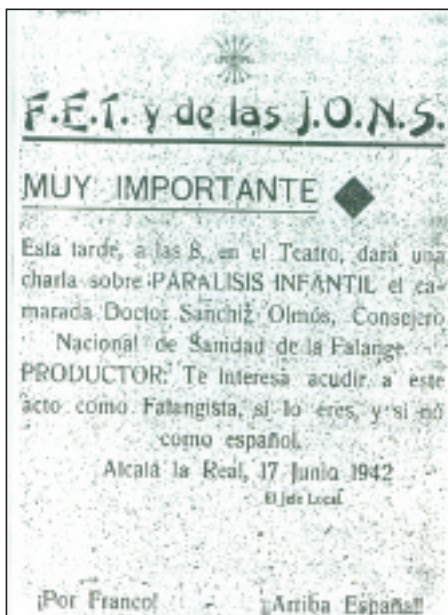 F.E.T. y de las J.O.N.S.
MUY IMPORTANTE
Esta tarde, a las 8, en el Teatro, dará una
charla sobre PARALISIS INFANTIL el ca-
marada Doctor Sanchiz Olmos, Consejero
Nacional de Sanidad de la Falange.
PRODUCTOR: Te interesa acudir a este
acto como Falangista, si lo eres, y si no
como español.
Alcalá la Real, 17 Junio 1942
El Jefe Local
¡Por Franco! ¡Arriba España!!